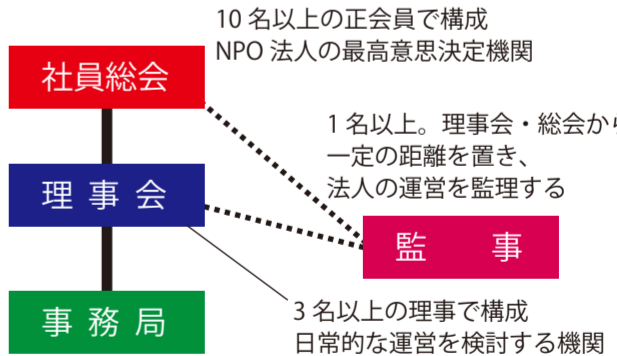 10 名以上の正会員で構成
NPO 法人の最高意思決定機関
社員総会
1 名以上。理事会・総会から
一定の距離を置き、
法人の運営を監理する
理 事 会
監　事
3 名以上の理事で構成
日常的な運営を検討する機関
事 務 局